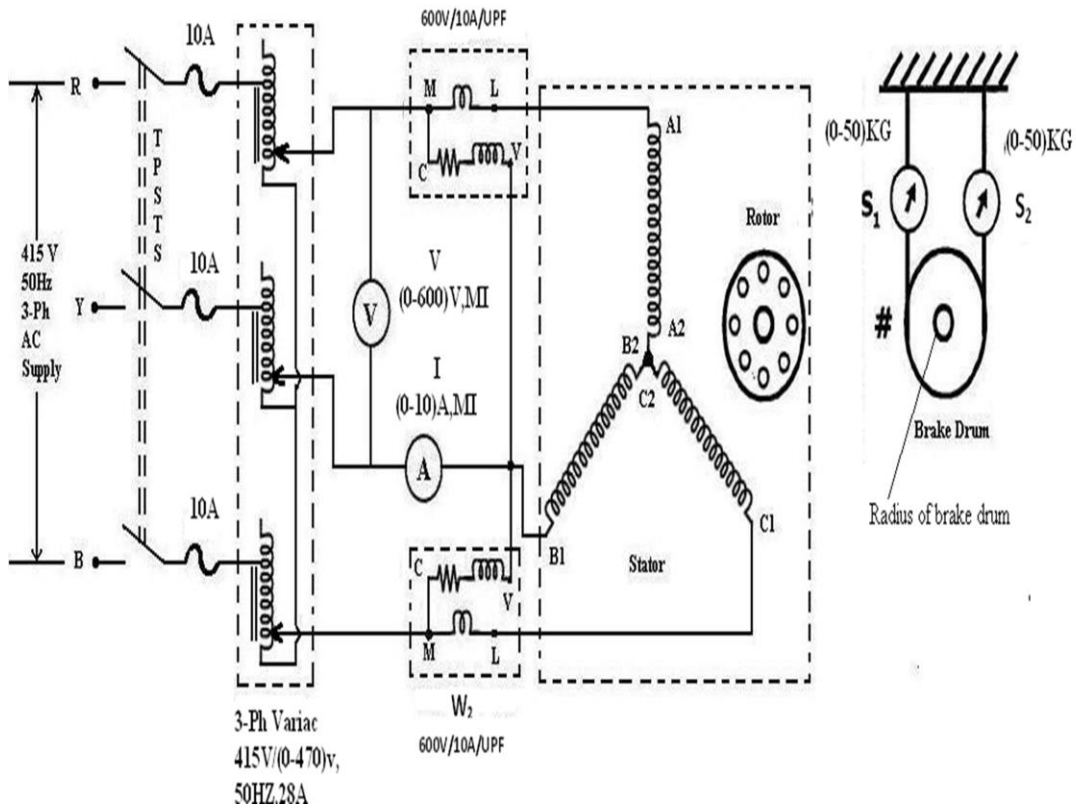 600V/10A/UPF
10A
R
T
P
S
T
S
M
L
C
V
A1
(0-50)KG
(0-50)KG
S1
S2
Rotor
415 V
50Hz
3-Ph
AC
Supply
10A
Y
V
(0-600)V,MI
V
I
(0-10)A,MI
A2
B2
C2
#
Brake Drum
A
10A
B
C
V
B1
C1
Stator
Radius of brake drum
M
L
W2
600V/10A/UPF
3-Ph Variac
415V/(0-470)v,
50HZ.28A